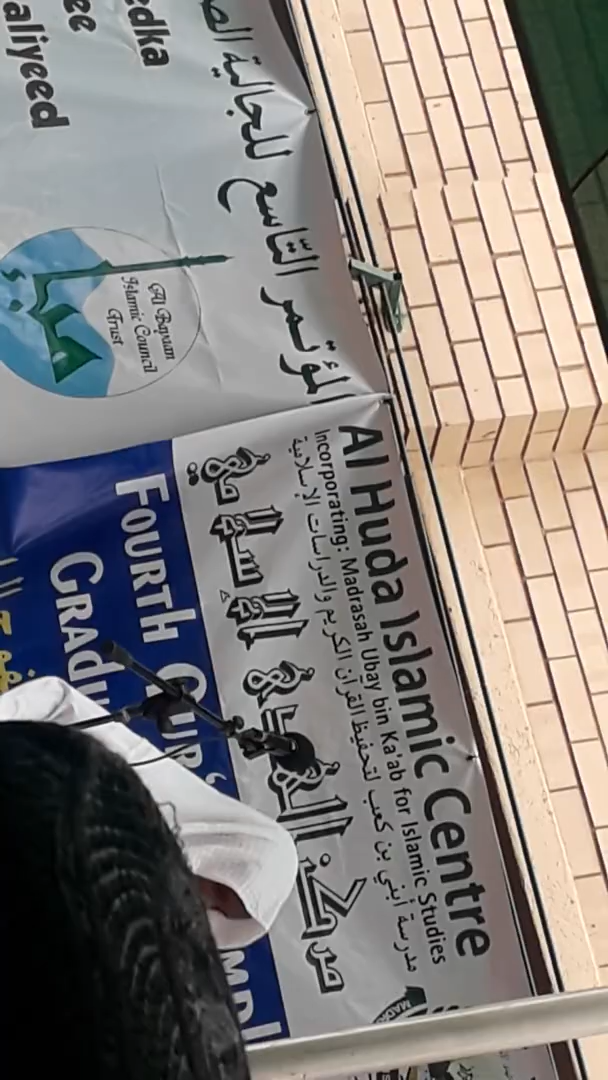 المؤتمر التاسع للجالية
edka
ee
aliyeed
هبة
Al Bayaan
Islamic Council
Trust
Al Huda Islamic Centre
Incorporating: Madrasah Ubay bin Ka'ab for Islamic Studies
مدرسة أبي بن كعب لتحفيظ القرآن الكريم والدراسات الإسلامية
مركز الهدى الإسلامي
FOURTH QUR'
GRADU